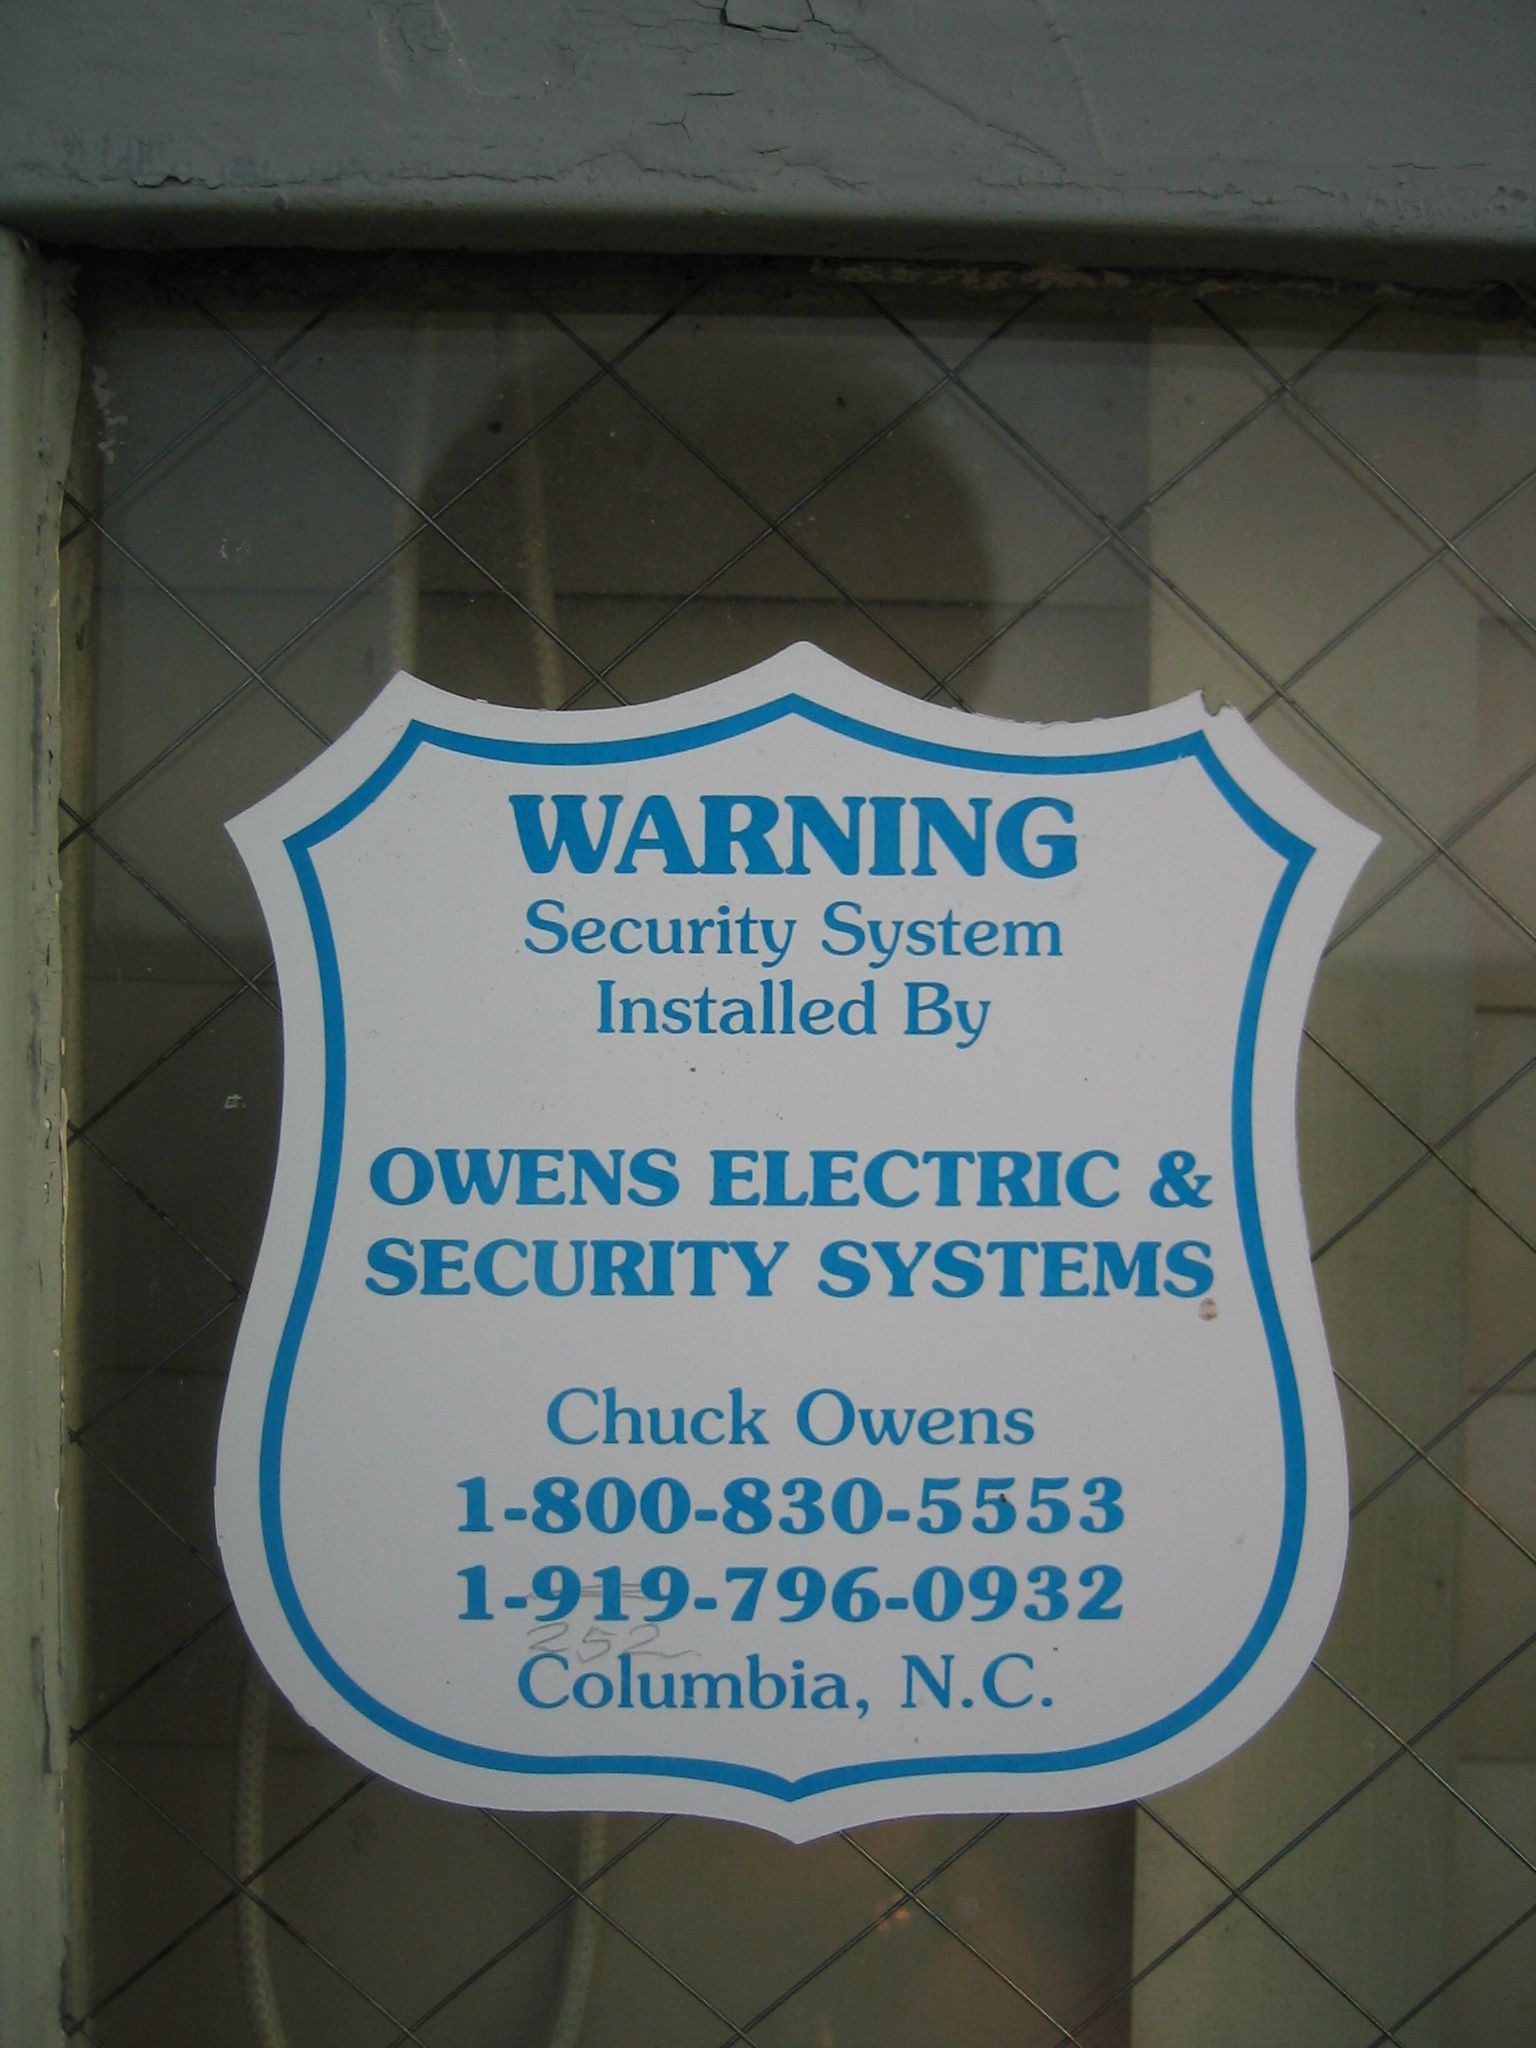 WARNING
Security System
Installed By
OWENS ELECTRIC &
SECURITY SYSTEMS
Chuck Owens
1-800-830-5553
1-919-796-0932
252
Columbia, N.C.